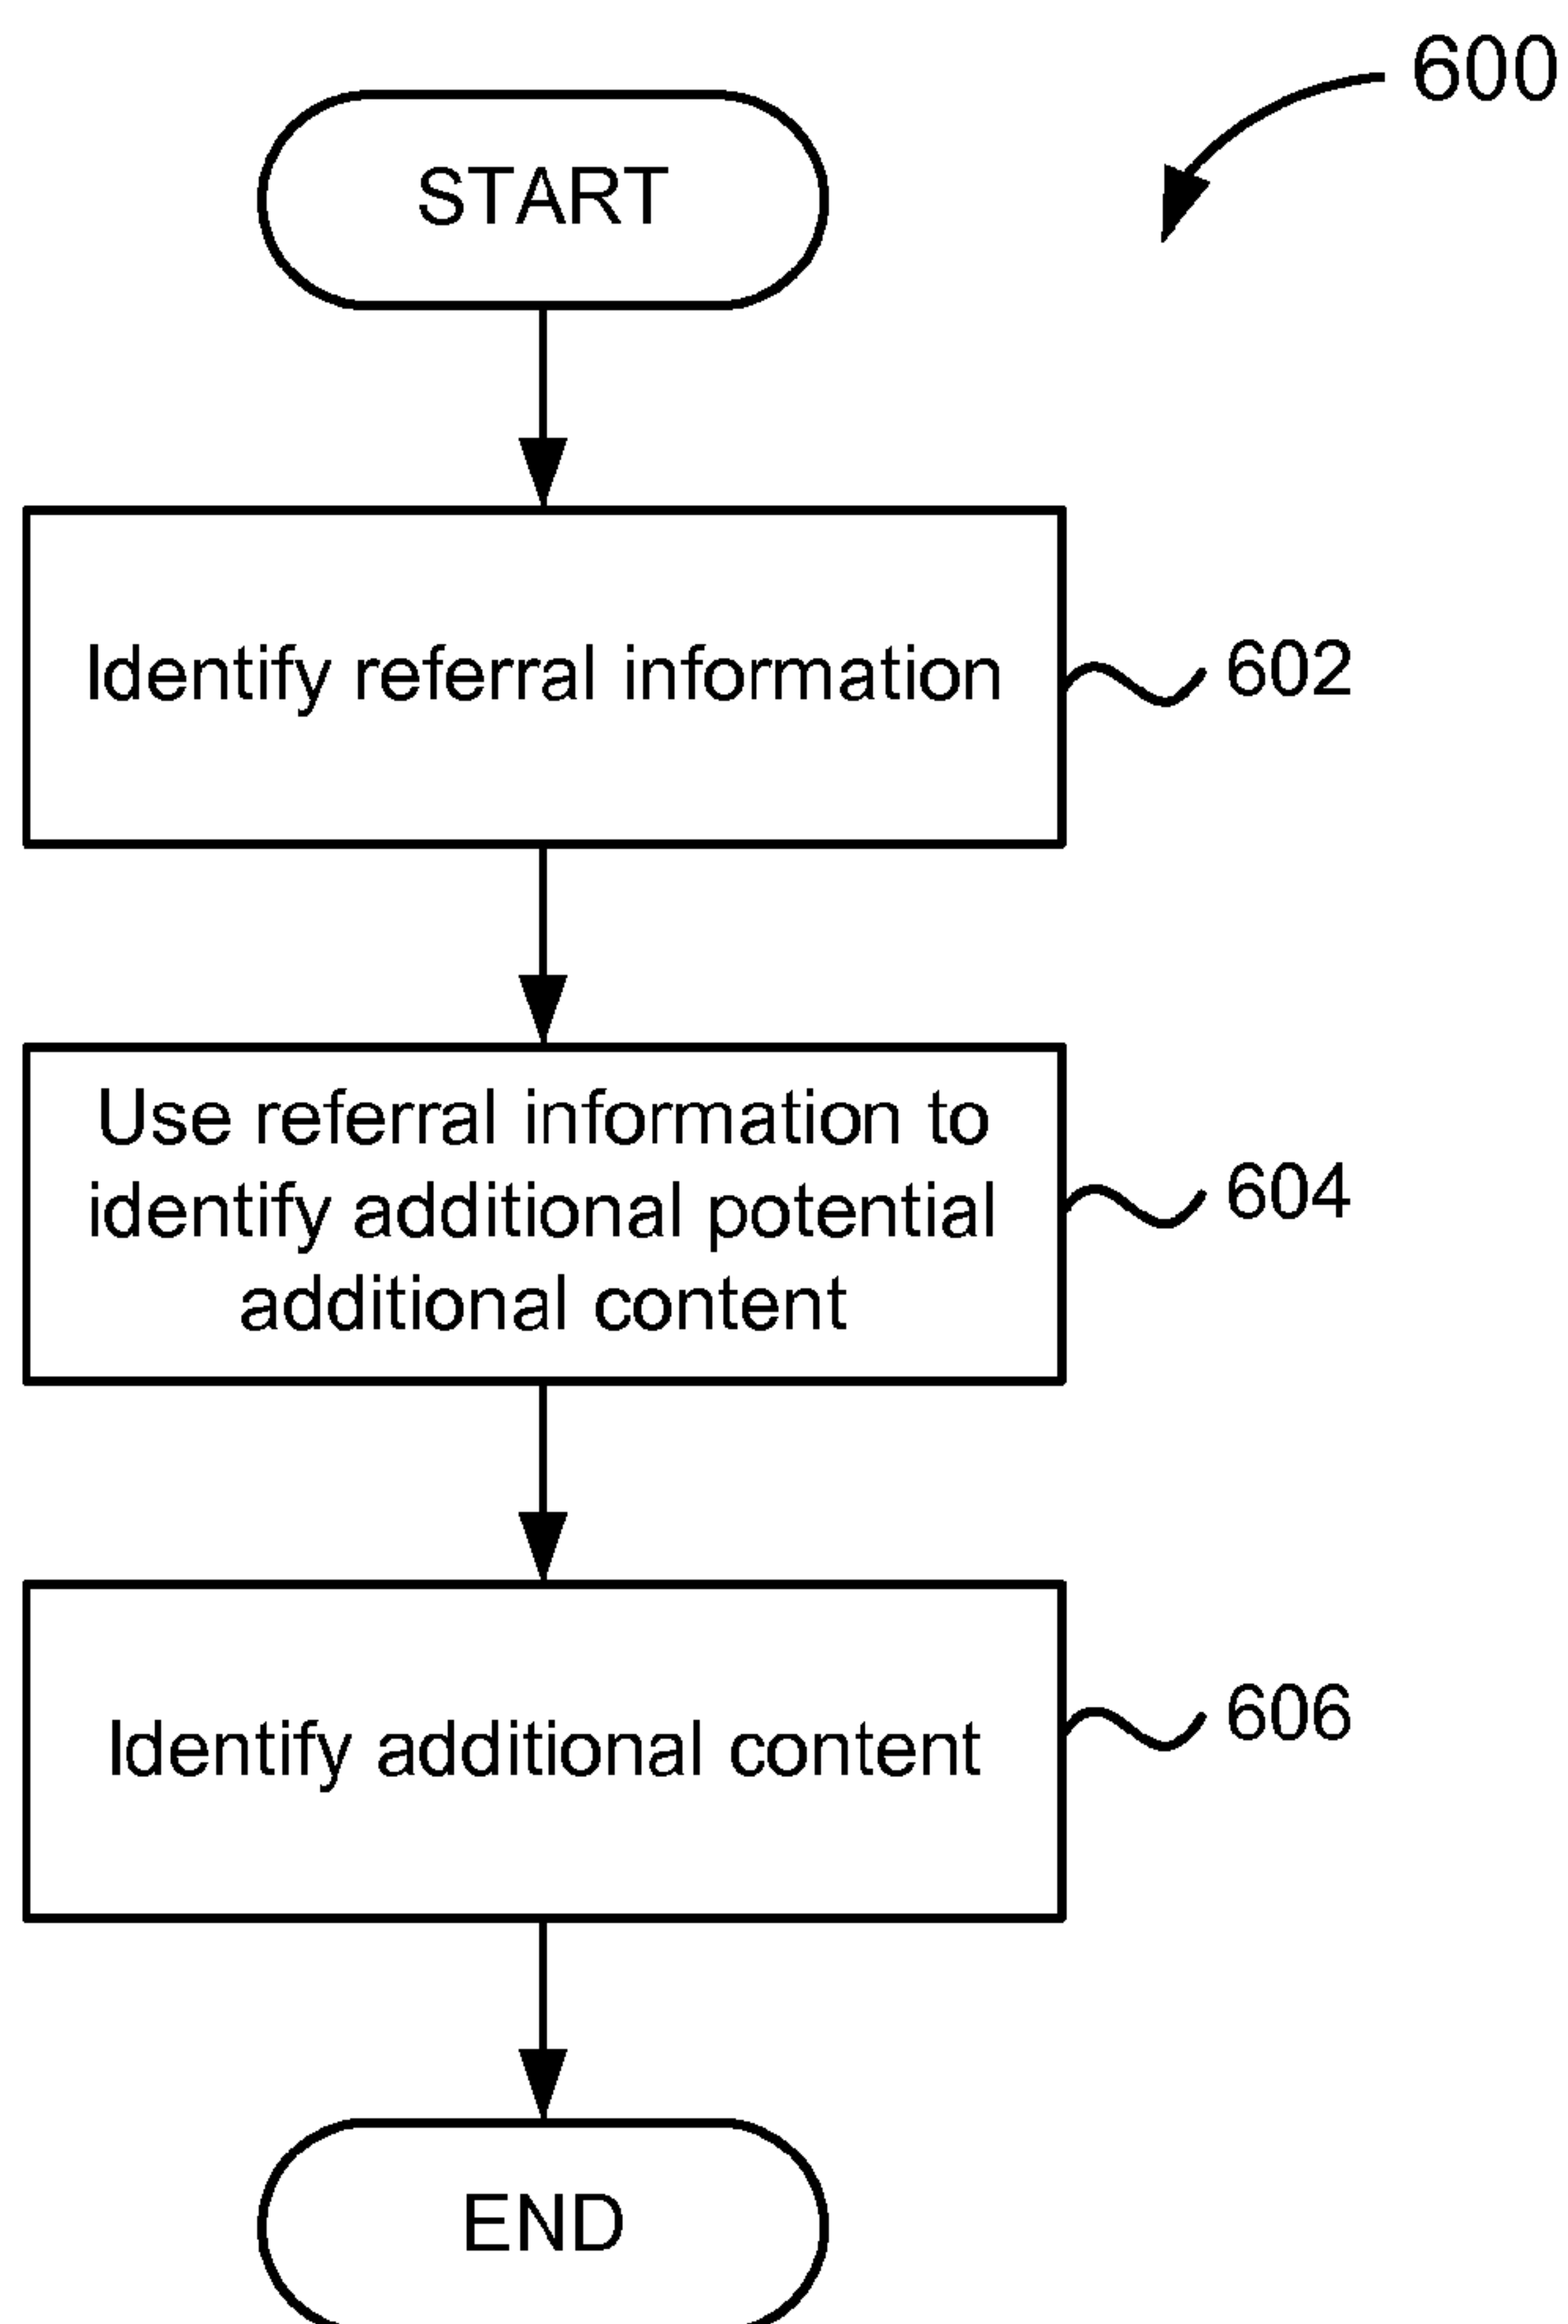 600
START
Identify referral information
602
Use referral information to
identify additional potential
additional content
604
Identify additional content
606
END